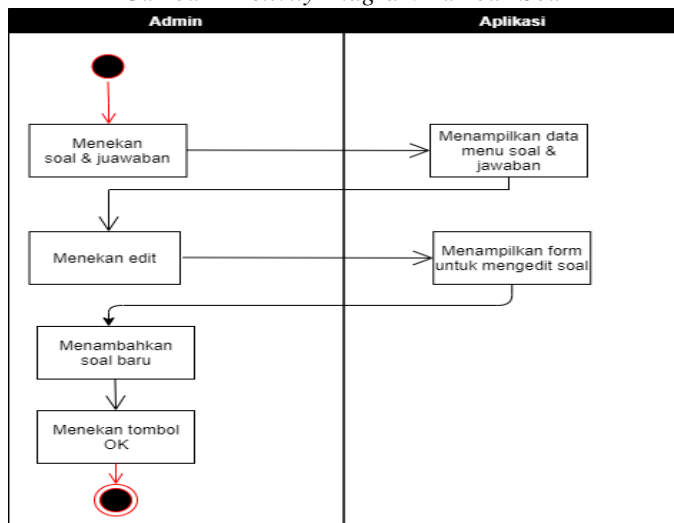 Admin
Aplikasi
Menekan
soal & juawaban
Menampilkan data
menu soal &
jawaban
Menekan edit
Menampilkan form
untuk mengedit soal
Menambahkan
soal baru
Menekan tombol
OK